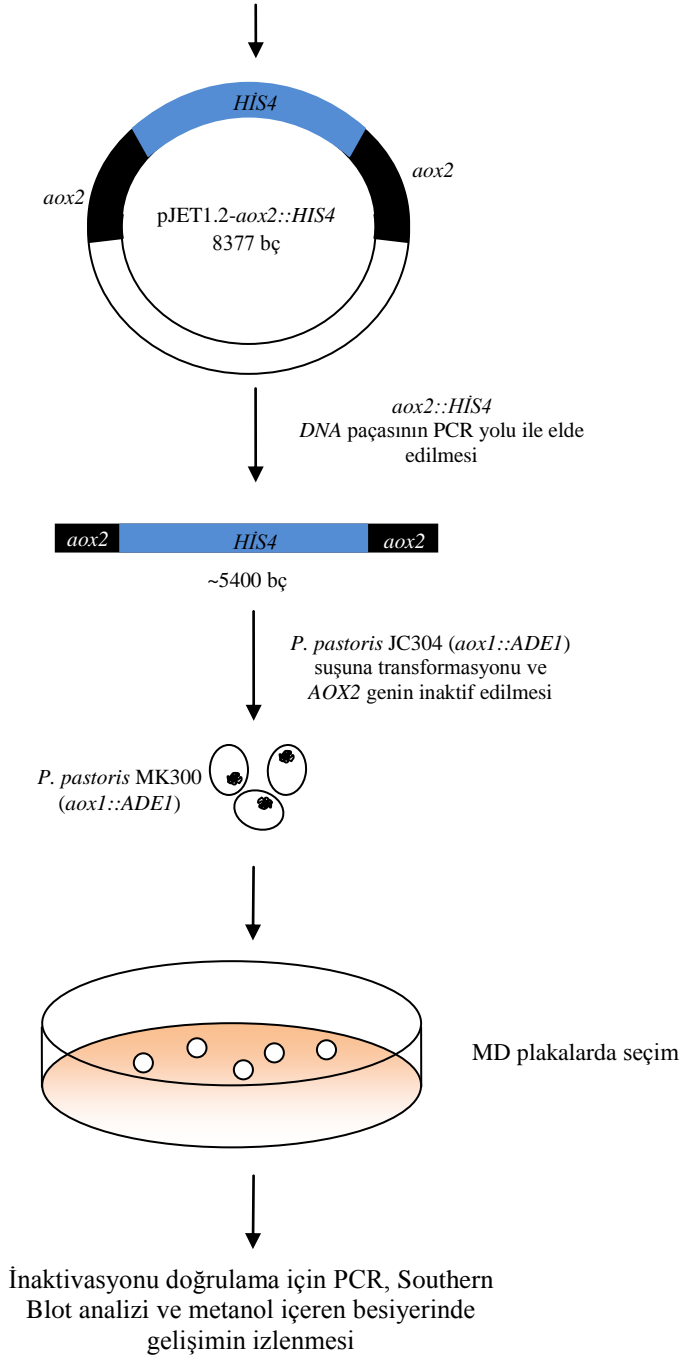 HİS4
aox2
aox2
pJET1.2-aox2::HIS4
8377 bç
aox2::HİS4
DNA paçasının PCR yolu ile elde
edilmesi
aox2
HİS4
aox2
~5400 bç
P. pastoris JC304 (aox1::ADE1)
suşuna transformasyonu ve
AOX2 genin inaktif edilmesi
P. pastoris MK300
(aox1::ADE1)
MD plakalarda seçim
İnaktivasyonu doğrulama için PCR, Southern
Blot analizi ve metanol içeren besiyerinde
gelişimin izlenmesi